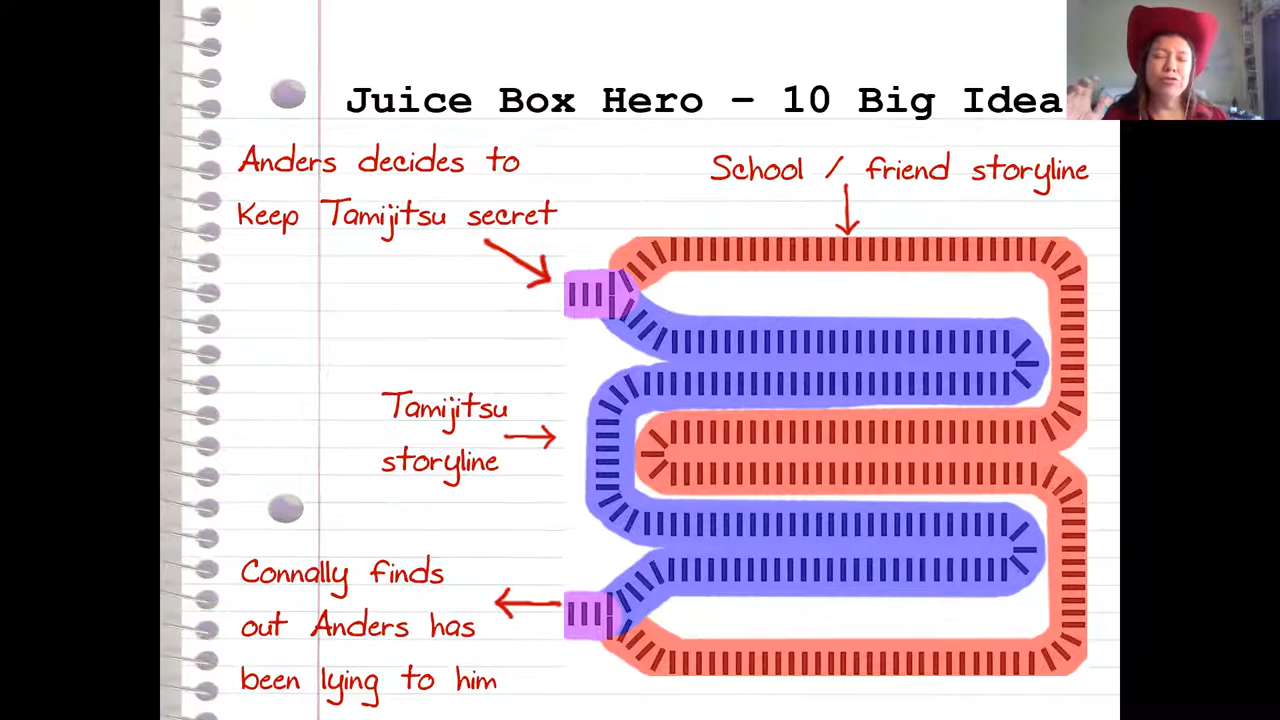 Juice Box Hero – 10 Big Idea
Anders decides to
Keep Tamijitsu secret
School / friend storyline
Tamijitsu
storyline
Connally finds
out Anders has
been lying to him